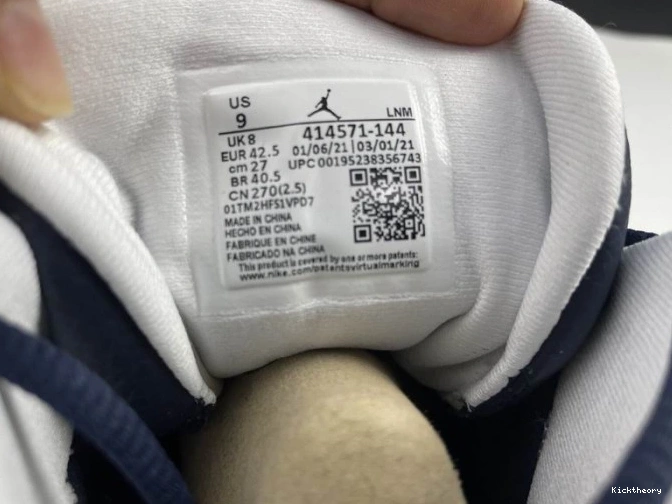 US
9
LNM
UK 8
414571-144
EUR 42.5
01/06/21 | 03/01/21
cm 27
UPC 00195238356743
BR 40.5
CN 270(2.5)
01TM2HFS1VPD7
MADE IN CHINA
HECHO EN CHINA
FABRIQUE EN CHINE
FABRICADO NA CHINA
This product is covered by one or more patents:
www.nike.com/patentsvirtualmarking
Kicktheory